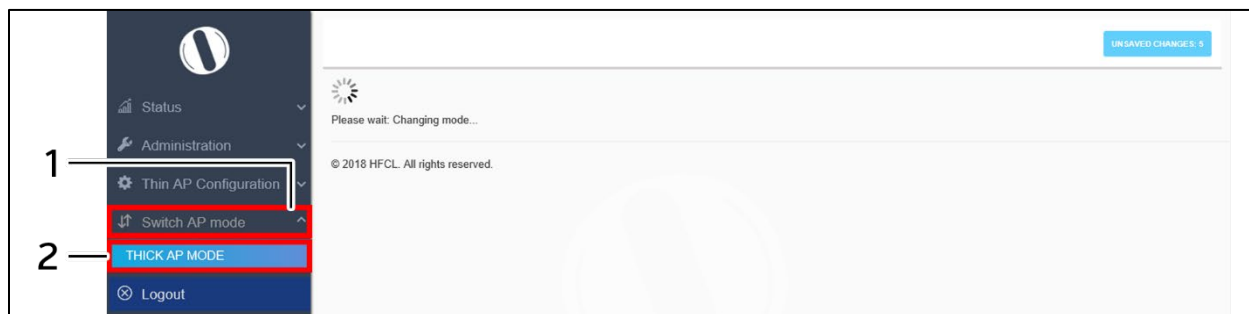 UNSAVED CHANGES: 5
Status
Please wait: Changing mode...
Administration
1
© 2018 HFCL. All rights reserved.
Thin AP Configuration
Switch AP mode
2
THICK AP MODE
Logout